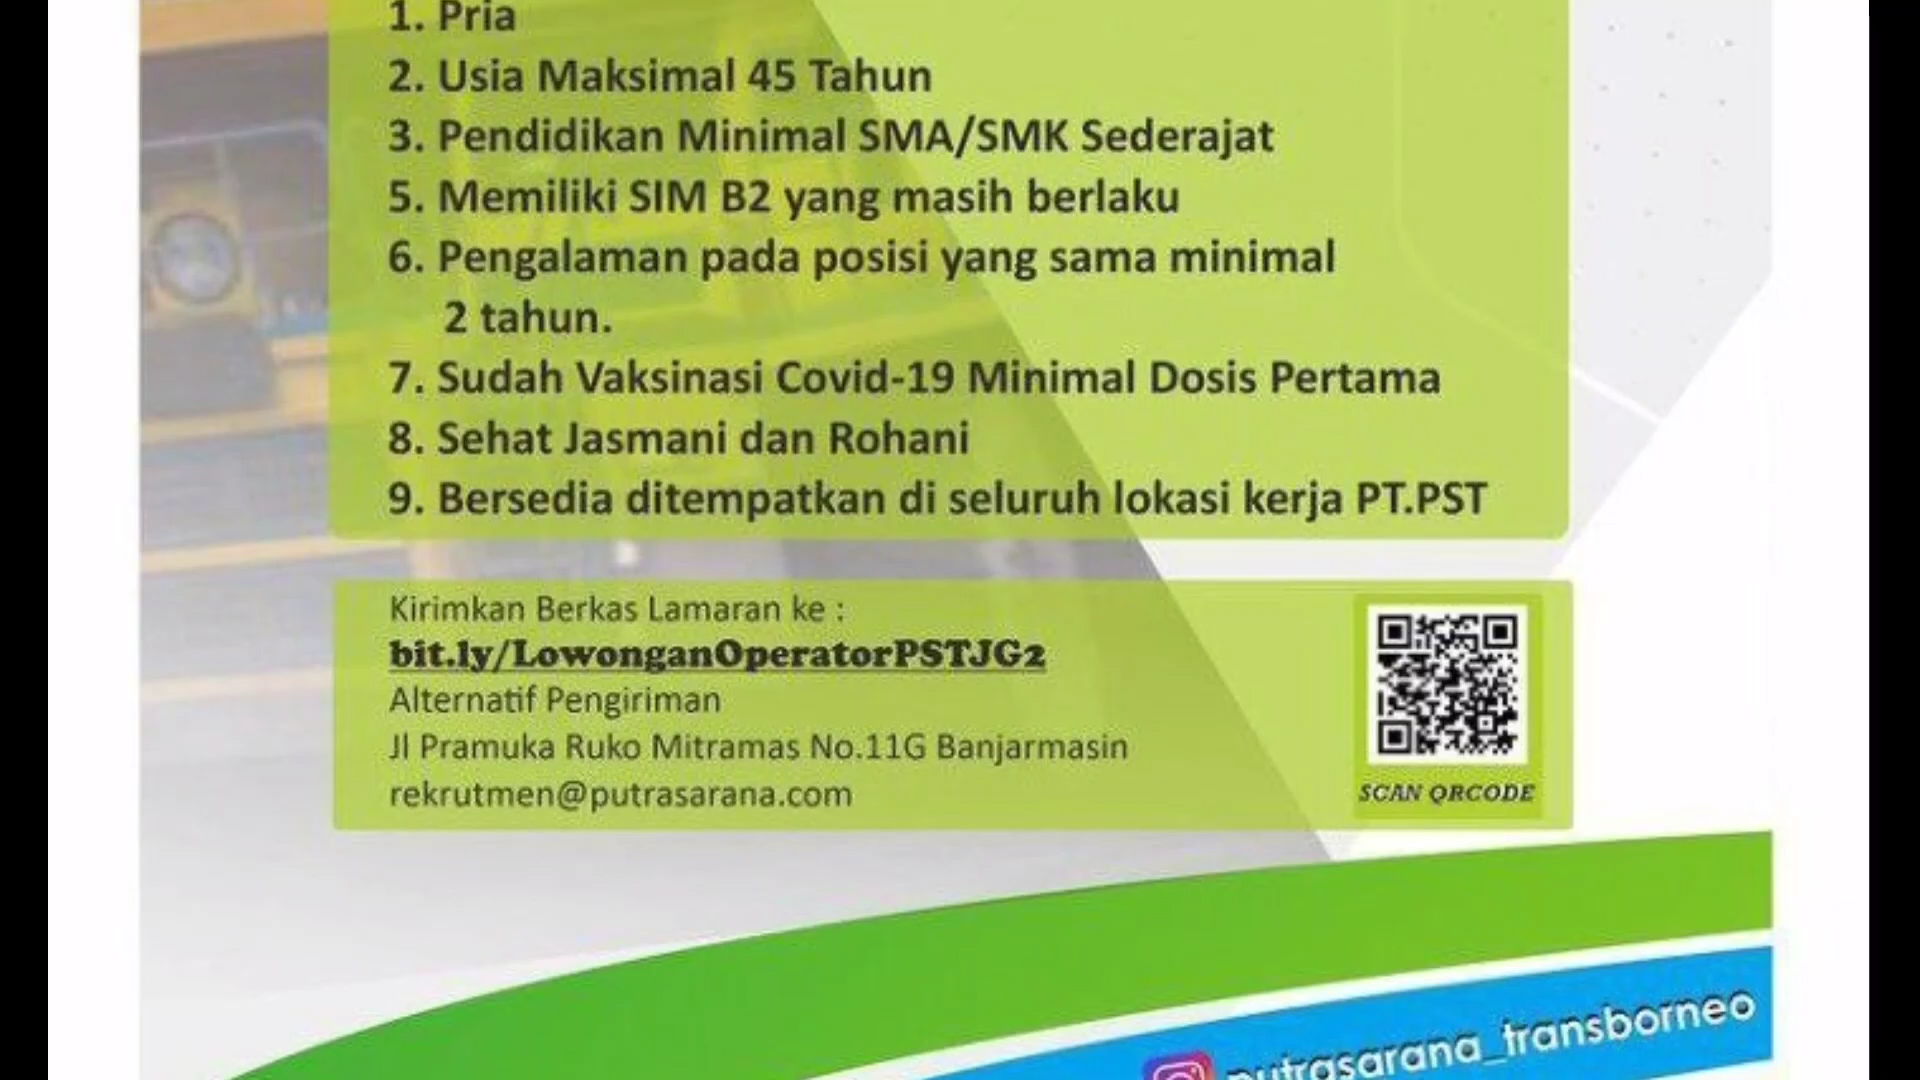 1. Pria
2. Usia Maksimal 45 Tahun
3. Pendidikan Minimal SMA/SMK Sederajat
5. Memiliki SIM B2 yang masih berlaku
6. Pengalaman pada posisi yang sama minimal
2 tahun.
7. Sudah Vaksinasi Covid-19 Minimal Dosis Pertama
8. Sehat Jasmani dan Rohani
9. Bersedia ditempatkan di seluruh lokasi kerja PT.PST
Kirimkan Berkas Lamaran ke :
bit.ly/LowonganOperatorPSTJG2
Alternatif Pengiriman
Jl Pramuka Ruko Mitramas No.11G Banjarmasin
rekrutmen@putrasarana.com
SCAN QRCODE
putrasarana_transborneo